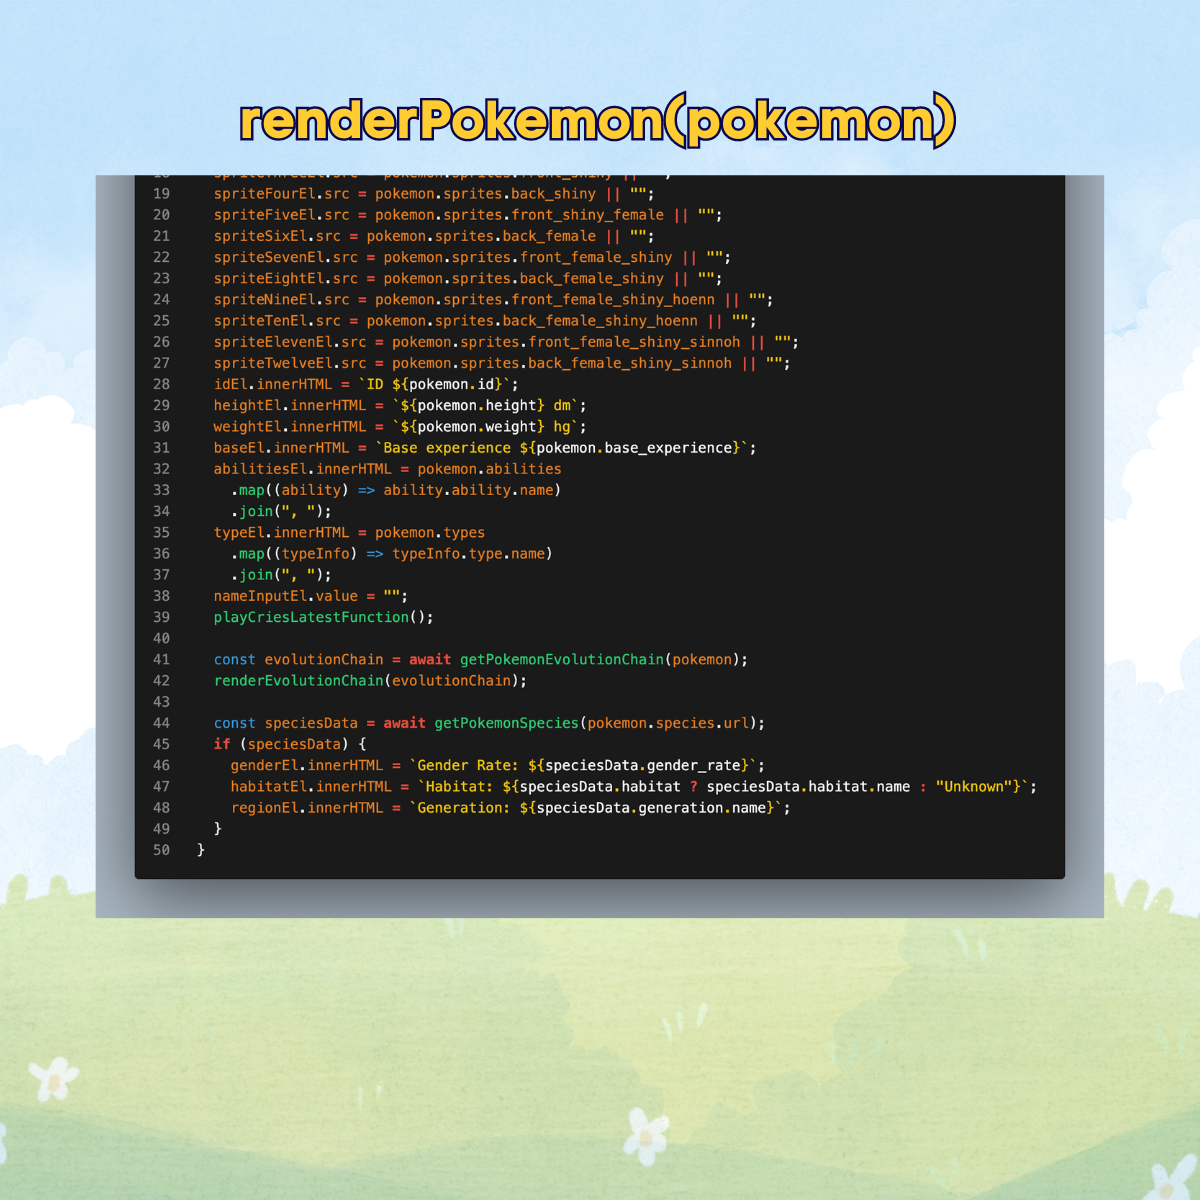 renderPokemon(pokemon)
19 spriteFourEl.src = pokemon.sprites.back_shiny || "";
20 spriteFiveEl.src = pokemon.sprites.front_shiny_female || "";
21 spriteSixEl.src = pokemon.sprites.back_female || "";
22 spriteSevenEl.src = pokemon.sprites.front_female_shiny || "";
23 spriteEightEl.src = pokemon.sprites.back_female_shiny || "";
24 spriteNineEl.src = pokemon.sprites.front_female_shiny_hoenn || "";
25 spriteTenEl.src = pokemon.sprites.back_female_shiny_hoenn || "";
26 spriteElevenEl.src = pokemon.sprites.front_female_shiny_sinnoh || "";
27 spriteTwelveEl.src = pokemon.sprites.back_female_shiny_sinnoh || "";
28 idEl.innerHTML = `ID ${pokemon.id}`;
29 heightEl.innerHTML = `${pokemon.height} dm`;
30 weightEl.innerHTML = `${pokemon.weight} hg`;
31 baseEl.innerHTML = `Base experience ${pokemon.base_experience}`;
32 abilitiesEl.innerHTML = pokemon.abilities
33 .map((ability) => ability.ability.name)
34 .join(", ");
35 typeEl.innerHTML = pokemon.types
36 .map((typeInfo) => typeInfo.type.name)
37 .join(", ");
38 nameInputEl.value = "";
39 playCriesLatestFunction();
40
41 const evolutionChain = await getPokemonEvolutionChain(pokemon);
42 renderEvolutionChain(evolutionChain);
43
44 const speciesData = await getPokemonSpecies(pokemon.species.url);
45 if (speciesData) {
46 genderEl.innerHTML = `Gender Rate: ${speciesData.gender_rate}`;
47 habitatEl.innerHTML = `Habitat: ${speciesData.habitat ? speciesData.habitat.name : "Unknown"}`;
48 regionEl.innerHTML = `Generation: ${speciesData.generation.name}`;
49 }
50 }